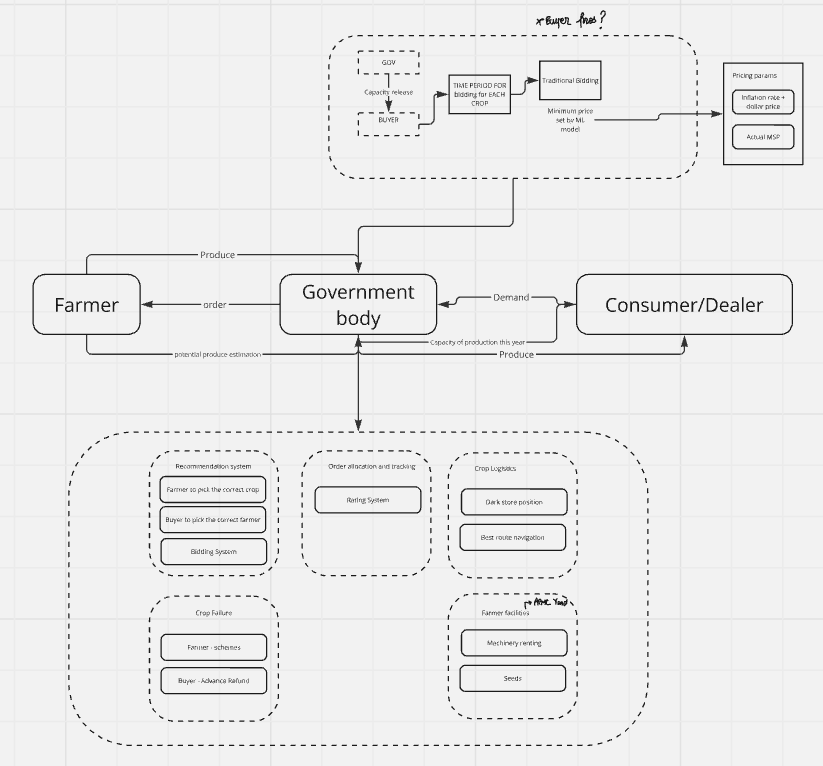 × Buyer fires?
GOV
Capacity release
BUYER
TIME PERIOD FOR
bidding for EACH
CROP
Traditional Bidding
Minimum price
set by ML
model
Pricing params
Inflation rate +
dollar price
Actual MSP
Produce
Farmer
order
Government
body
Demand
Consumer/Dealer
Capacity of production this year
potential produce estimation
Produce
Recommendation system
Farmer to pick the correct crop
Buyer to pick the correct farmer
Bidding System
Order allocation and tracking
Rating System
Crop Logistics
Dark store position
Best route navigation
Crop Failure
Farmer - schemes
Buyer - Advance Refund
APMC Yard
Farmer facilities
Machinery renting
Seeds